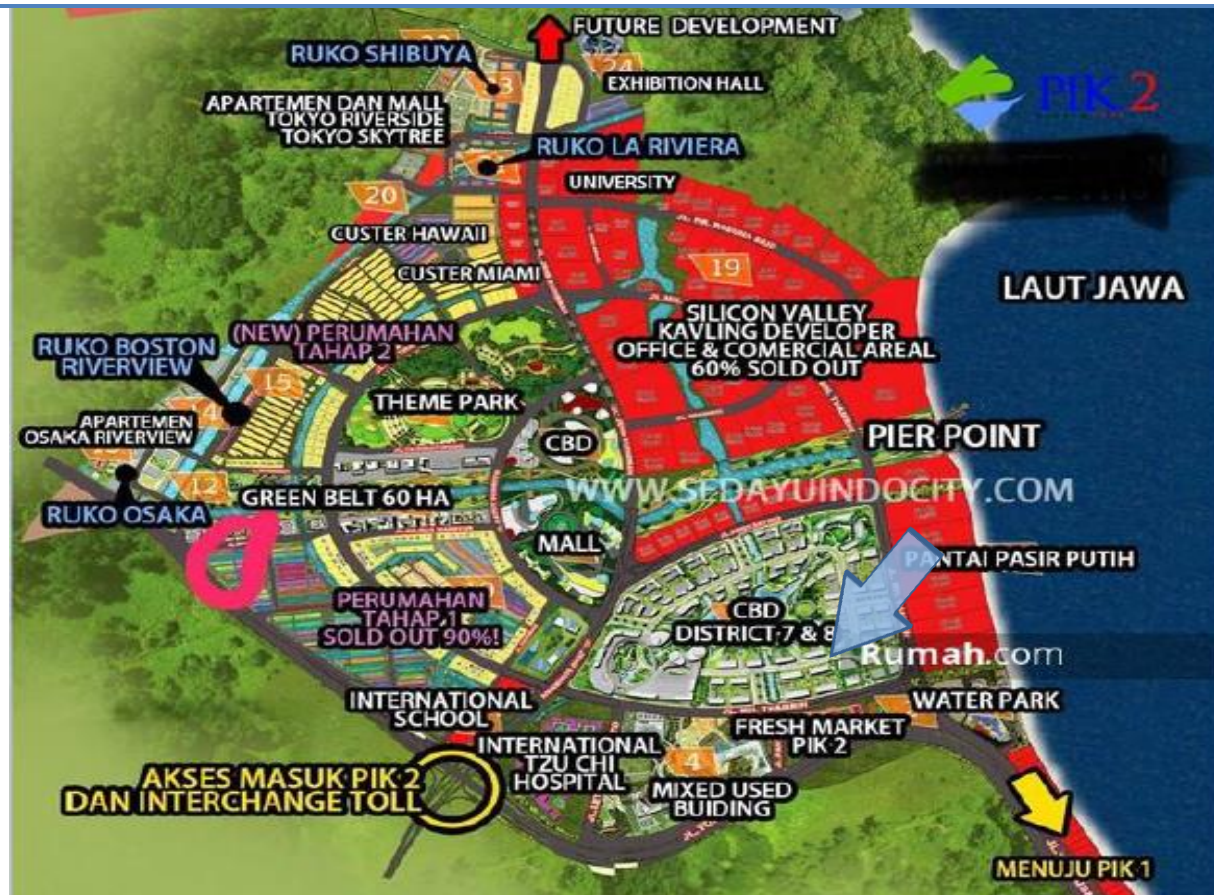 FUTURE DEVELOPMENT
RUKO SHIBUYA
23
24
EXHIBITION HALL
PIK 2
APARTEMEN DAN MALL
TOKYO RIVERSIDE
TOKYO SKYTREE
RUKO LA RIVIERA
UNIVERSITY
20
CUSTER HAWAII
CUSTER MIAMI
19
LAUT JAWA
SILICON VALLEY
KAVLING DEVELOPER
OFFICE & COMERCIAL AREAL
60% SOLD OUT
(NEW) PERUMAHAN
TAHAP 2
RUKO BOSTON
RIVERVIEW
15
THEME PARK
14
APARTEMEN
OSAKA RIVERVIEW
CBD
PIER POINT
12
GREEN BELT 60 HA
WWW.SEDAYUINDOCITY.COM
RUKO OSAKA
MALL
PANTAI PASIR PUTIH
PERUMAHAN
TAHAP 1
SOLD OUT 90%!
CBD
DISTRICT 7 & 8
Rumah.com
INTERNATIONAL
SCHOOL
WATER PARK
FRESH MARKET
PIK 2
INTERNATIONAL
TZU CHI
HOSPITAL
4
MIXED USED
BUIDING
AKSES MASUK PIK 2
DAN INTERCHANGE TOLL
MENUJU PIK 1